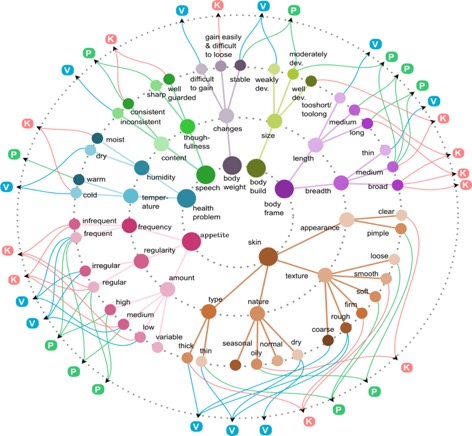 V
K
K
P
gain easily
& difficult
to loose
stable
difficult
to gain
weakly
dev.
moderately
dev.
well
dev.
P
V
P
P
V
K
V
K
K
K
P
V
K
P
V
sharp
well
guarded
consistent
inconsistent
though-
fullness
content
speech
changes
body
weight
size
body
build
tooshort/
toolong
medium
long
length
thin
medium
broad
breadth
body
frame
moist
dry
warm
cold
humidity
temper-
ature
health
problem
infrequent
frequent
frequency
appetite
irregular
regular
regularity
high
medium
low
variable
amount
skin
appearance
clear
pimple
texture
loose
smooth
soft
firm
rough
coarse
type
thick
thin
nature
seasonal
oily
normal
dry
K
K
V
V
P
P
P
V
V
V
K
P
P
K